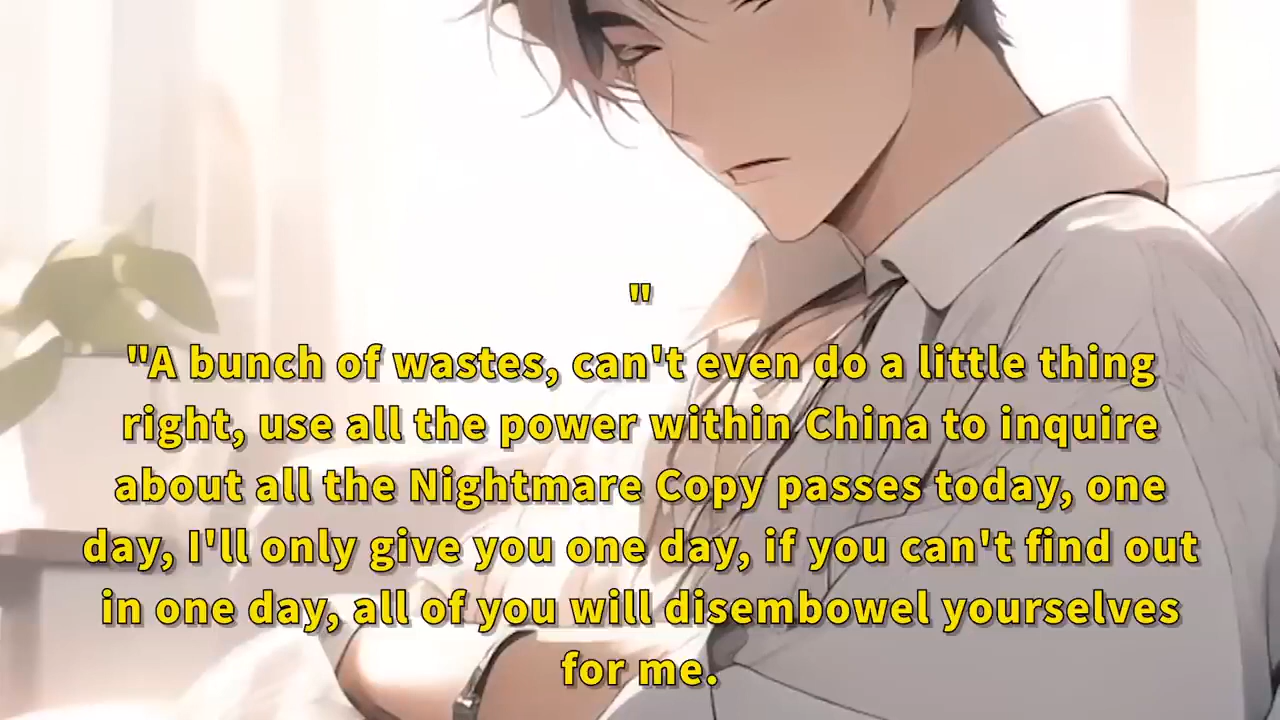 "
"A bunch of wastes, can't even do a little thing
right, use all the power within China to inquire
about all the Nightmare Copy passes today, one
day, I'll only give you one day, if you can't find out
in one day, all of you will disembowel yourselves
for me.